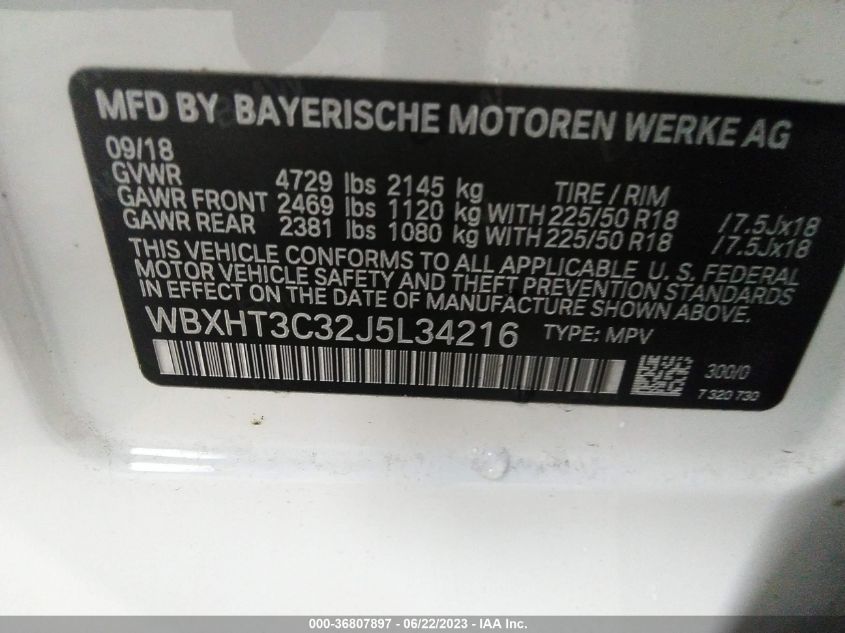 MFD BY BAYERISCHE MOTOREN WERKE AG
09/18
GVWR 4729 lbs 2145 kg TIRE / RIM
GAWR FRONT 2469 lbs 1120 kg WITH 225/50 R18 / 7.5Jx18
GAWR REAR 2381 lbs 1080 kg WITH 225/50 R18 / 7.5Jx18
THIS VEHICLE CONFORMS TO ALL APPLICABLE U. S. FEDERAL
MOTOR VEHICLE SAFETY AND THEFT PREVENTION STANDARDS
IN EFFECT ON THE DATE OF MANUFACTURE SHOWN ABOVE.
WBXHT3C32J5L34216 TYPE: MPV
300/0
7 320 730
000-36807897 - 06/22/2023 - IAA Inc.